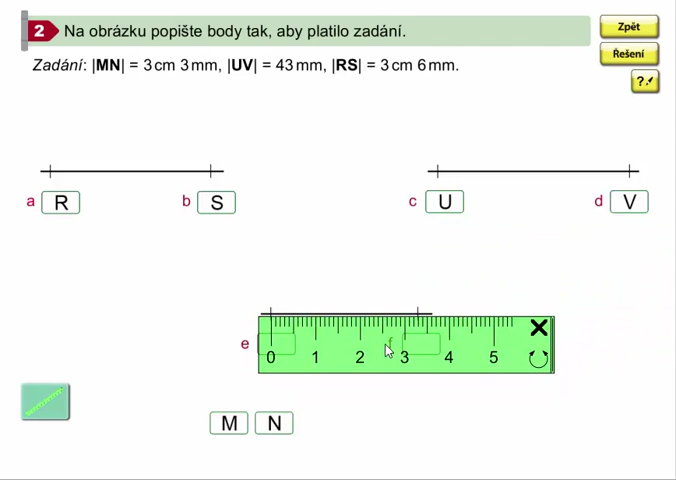 2 Na obrázku popište body tak, aby platilo zadání.
Zpět
Řešení
?
Zadání: |MN| = 3 cm 3 mm, |UV| = 43 mm, |RS| = 3 cm 6 mm.
a R b S c U d V
e f
0 1 2 3 4 5
M N